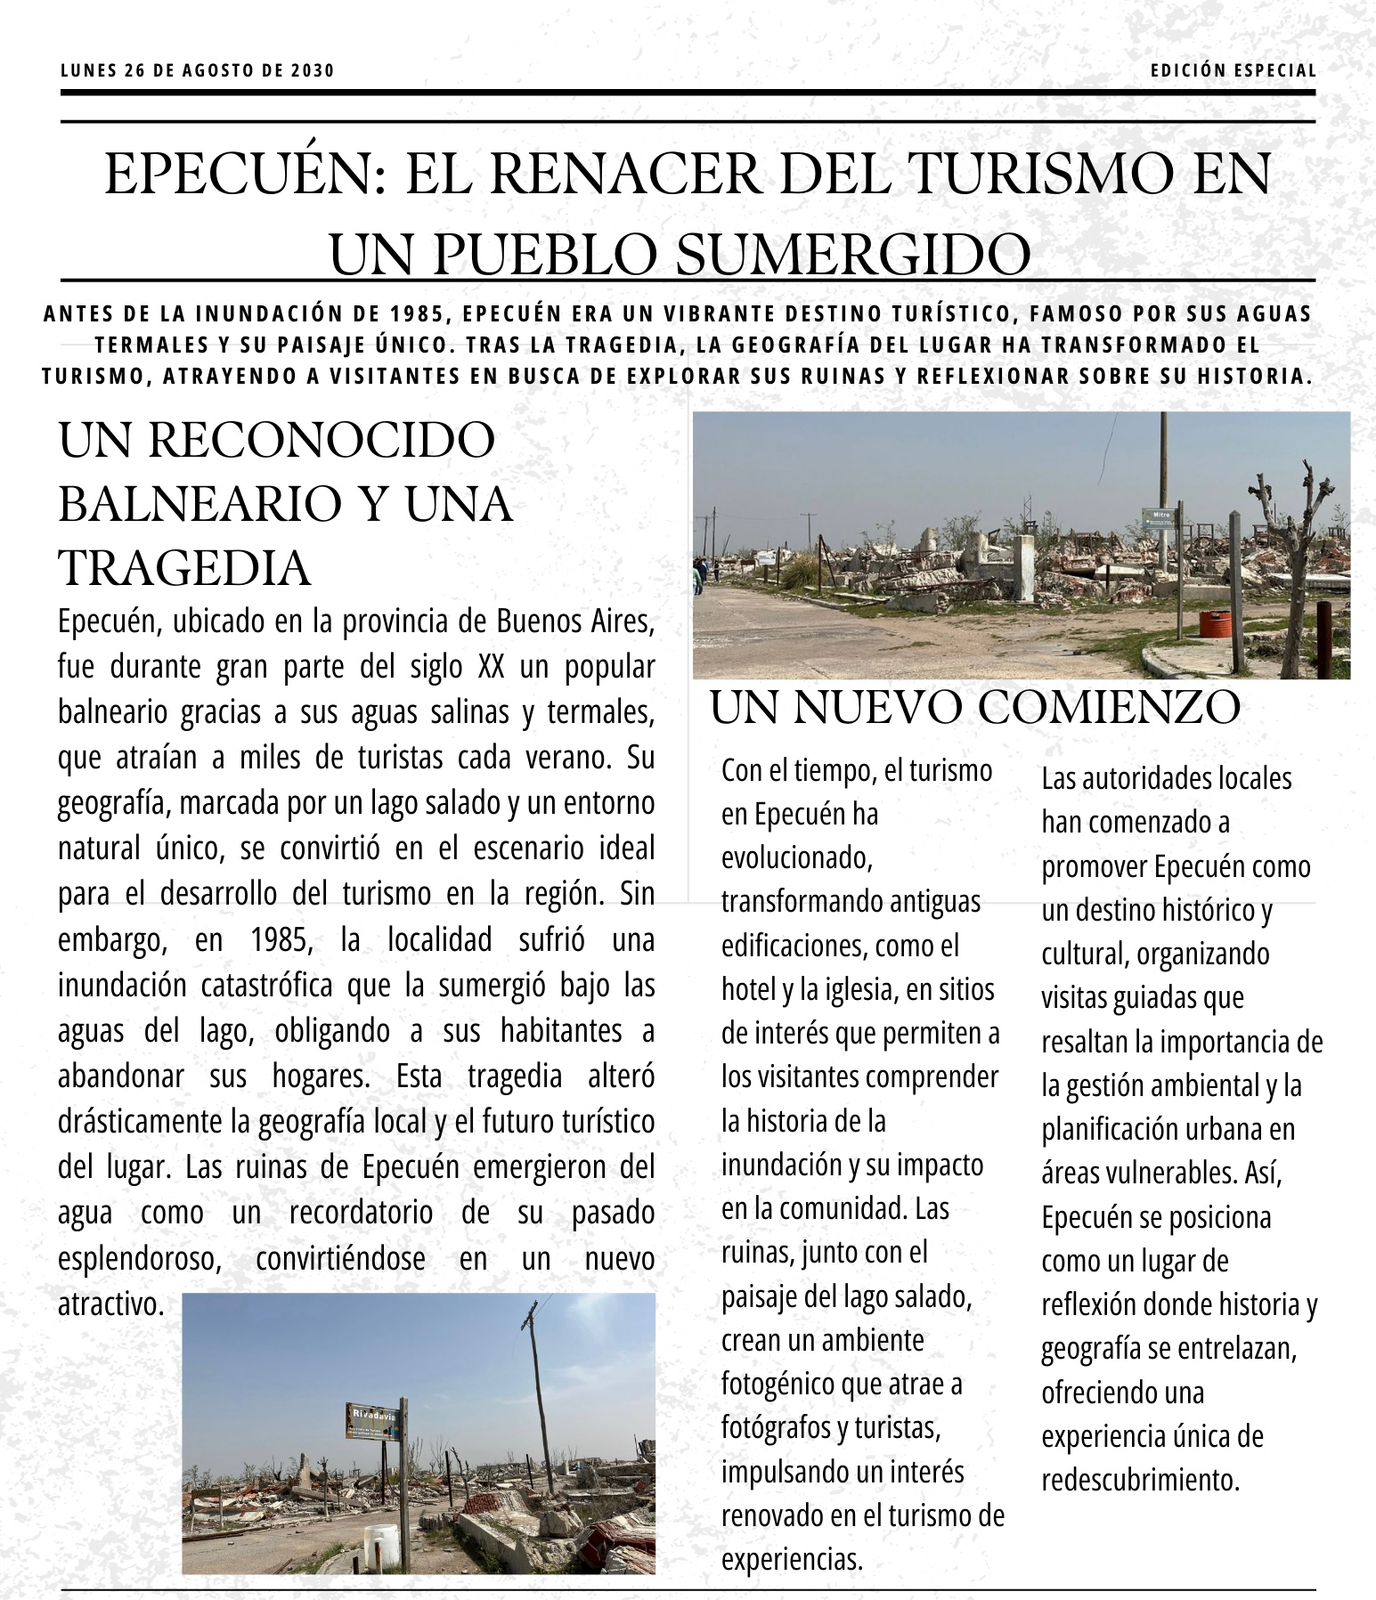 LUNES 26 DE AGOSTO DE 2030
EDICIÓN ESPECIAL
EPECUÉN: EL RENACER DEL TURISMO EN
UN PUEBLO SUMERGIDO
ANTES DE LA INUNDACIÓN DE 1985, EPECUÉN ERA UN VIBRANTE DESTINO TURÍSTICO, FAMOSO POR SUS AGUAS
TERMALES Y SU PAISAJE ÚNICO. TRAS LA TRAGEDIA, LA GEOGRAFÍA DEL LUGAR HA TRANSFORMADO EL
TURISMO, ATRAYENDO A VISITANTES EN BUSCA DE EXPLORAR SUS RUINAS Y REFLEXIONAR SOBRE SU HISTORIA.
UN RECONOCIDO
BALNEARIO Y UNA
TRAGEDIA
Epecuén, ubicado en la provincia de Buenos Aires,
fue durante gran parte del siglo XX un popular
balneario gracias a sus aguas salinas y termales,
que atraían a miles de turistas cada verano. Su
geografía, marcada por un lago salado y un entorno
natural único, se convirtió en el escenario ideal
para el desarrollo del turismo en la región. Sin
embargo, en 1985, la localidad sufrió una
inundación catastrófica que la sumergió bajo las
aguas del lago, obligando a sus habitantes a
abandonar sus hogares. Esta tragedia alteró
drásticamente la geografía local y el futuro turístico
del lugar. Las ruinas de Epecuén emergieron del
agua como un recordatorio de su pasado
esplendoroso, convirtiéndose en un nuevo
atractivo.
Rivadavia
Mitre
UN NUEVO COMIENZO
Con el tiempo, el turismo
en Epecuén ha
evolucionado,
transformando antiguas
edificaciones, como el
hotel y la iglesia, en sitios
de interés que permiten a
los visitantes comprender
la historia de la
inundación y su impacto
en la comunidad. Las
ruinas, junto con el
paisaje del lago salado,
crean un ambiente
fotogénico que atrae a
fotógrafos y turistas,
impulsando un interés
renovado en el turismo de
experiencias.
Las autoridades locales
han comenzado a
promover Epecuén como
un destino histórico y
cultural, organizando
visitas guiadas que
resaltan la importancia de
la gestión ambiental y la
planificación urbana en
áreas vulnerables. Así,
Epecuén se posiciona
como un lugar de
reflexión donde historia y
geografía se entrelazan,
ofreciendo una
experiencia única de
redescubrimiento.